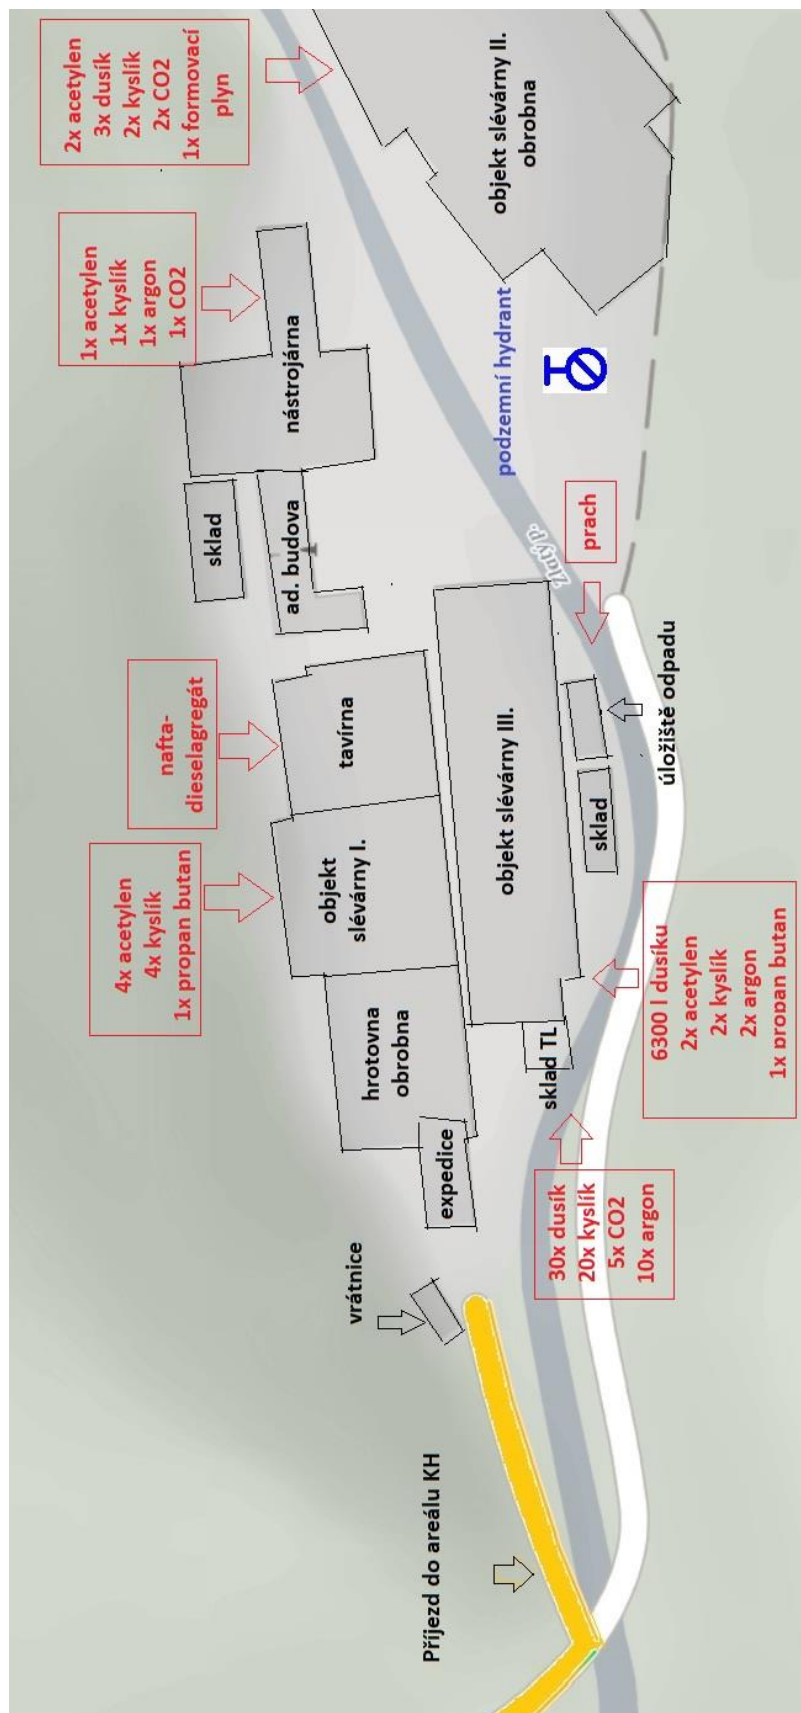 2x acetylen
3x dusík
2x kyslík
2x CO2
1x formovací
plyn
objekt slévárny II.
obrobna
1x acetylen
1x kyslík
1x argon
1x CO2
nástrojárna
podzemní hydrant
sklad
ad. budova
Zlatý p.
prach
nafta-
dieselagregát
tavírna
objekt slévárny III.
úložiště odpadu
sklad
4x acetylen
4x kyslík
1x propan butan
objekt
slévárny I.
6300 l dusíku
2x acetylen
2x kyslík
2x argon
1x propan butan
hrotovna
obrobna
sklad TL
expedice
30x dusík
20x kyslík
5x CO2
10x argon
vrátnice
Příjezd do areálu KH